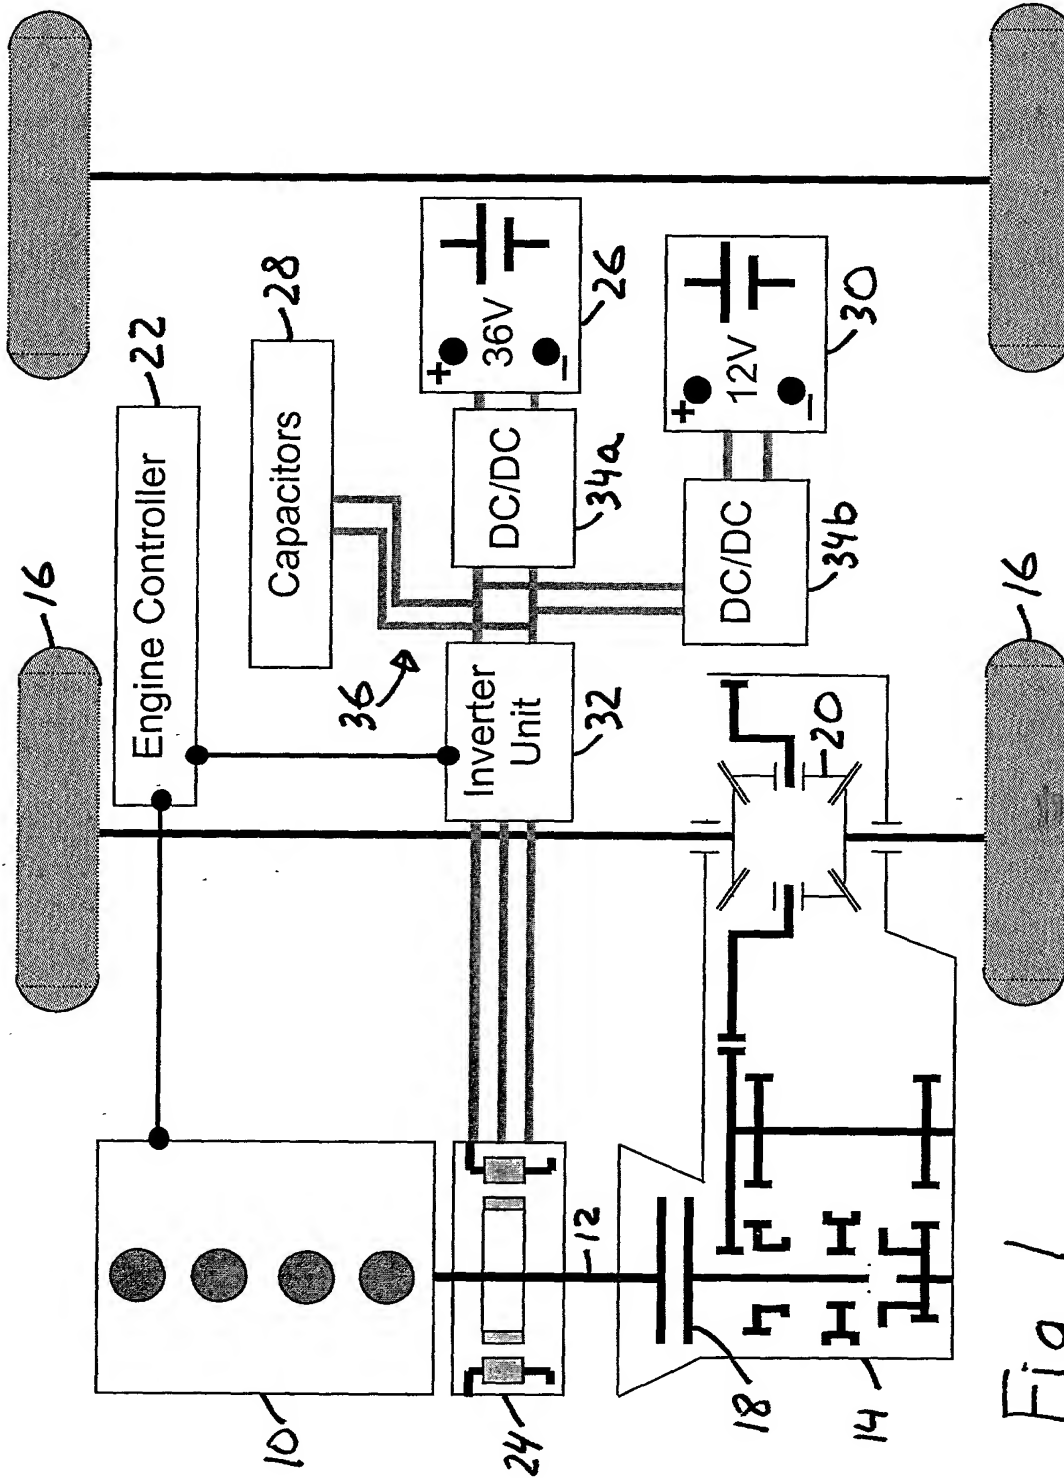 16
22
Engine Controller
28
Capacitors
36
Inverter
Unit
32
DC/DC
34a
+
36V
−
26
DC/DC
34b
+
12V
−
30
10
24
12
18
14
20
16
Fig. 1